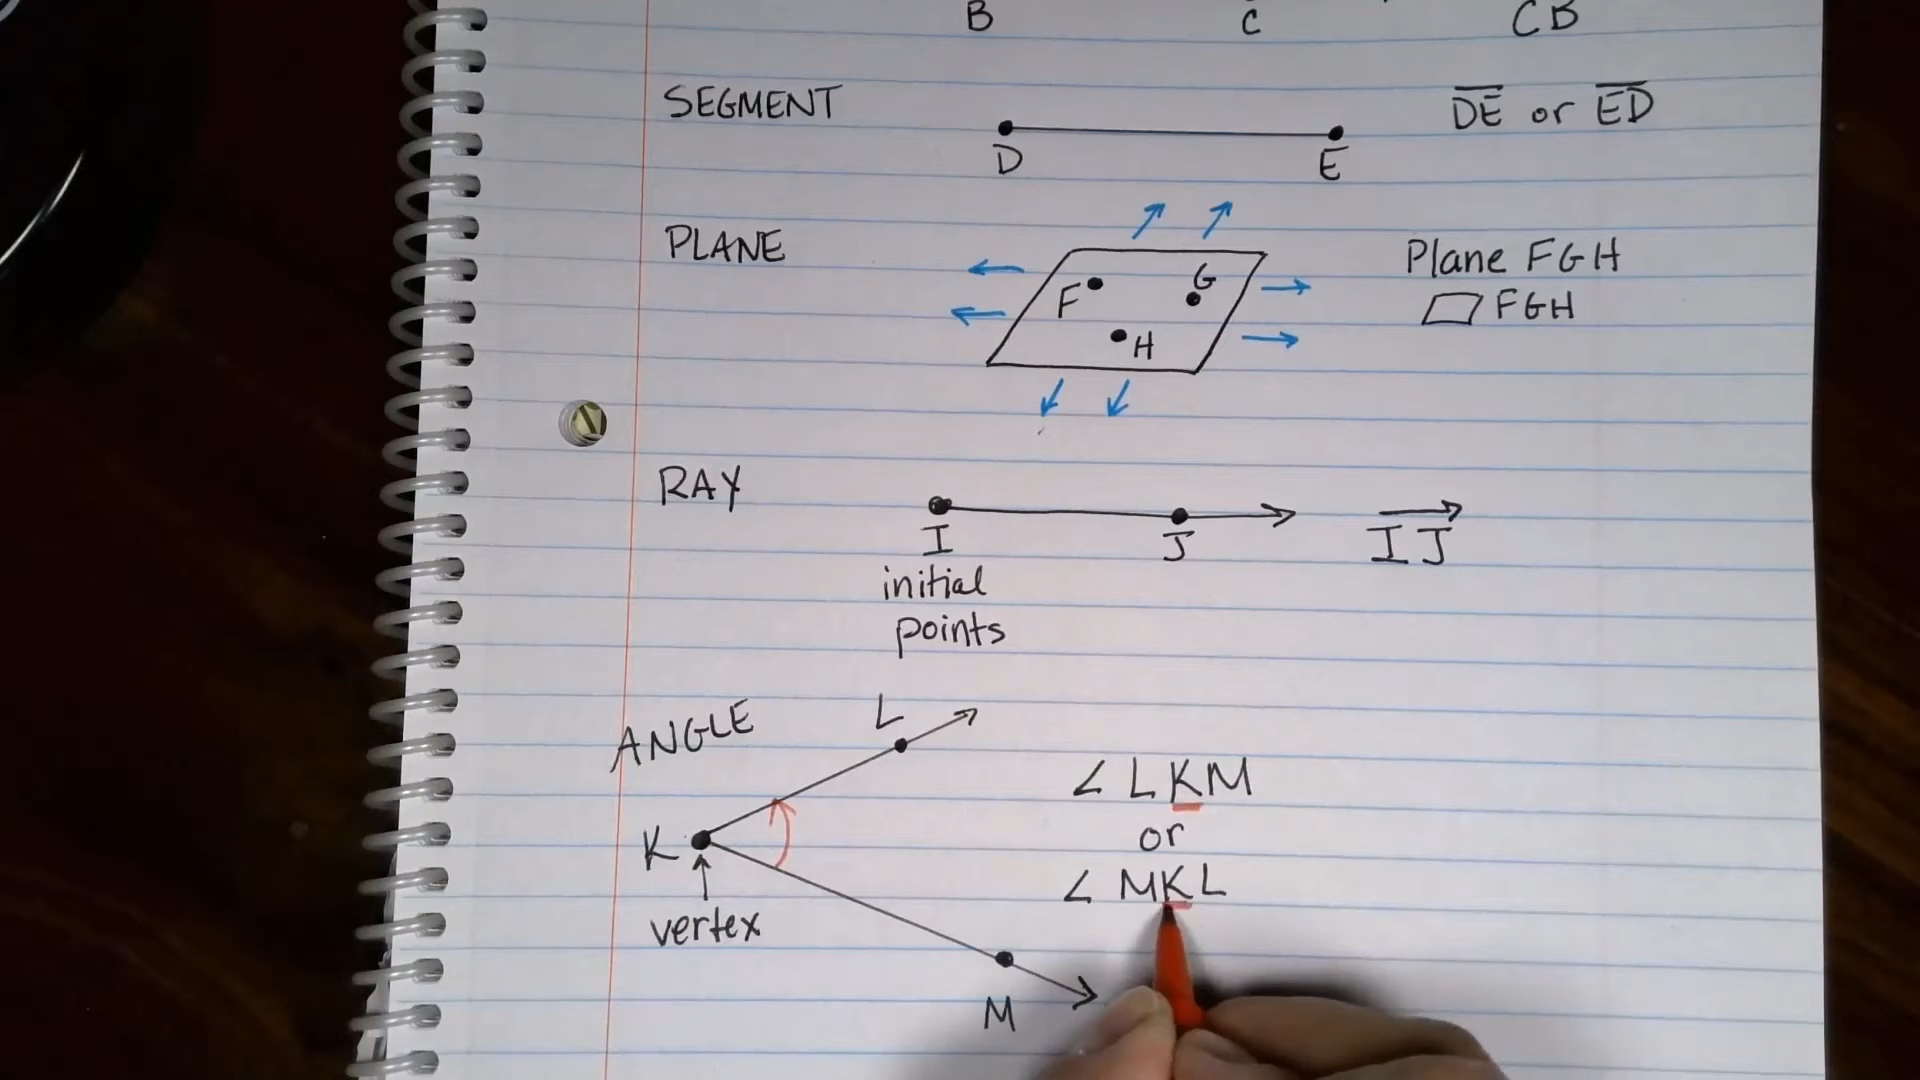 B C CB
SEGMENT D E DE or ED
PLANE F G H Plane FGH
▱ FGH
RAY I J IJ
initial
points
ANGLE L
∠ LKM
K or
∠ MKL
vertex
M